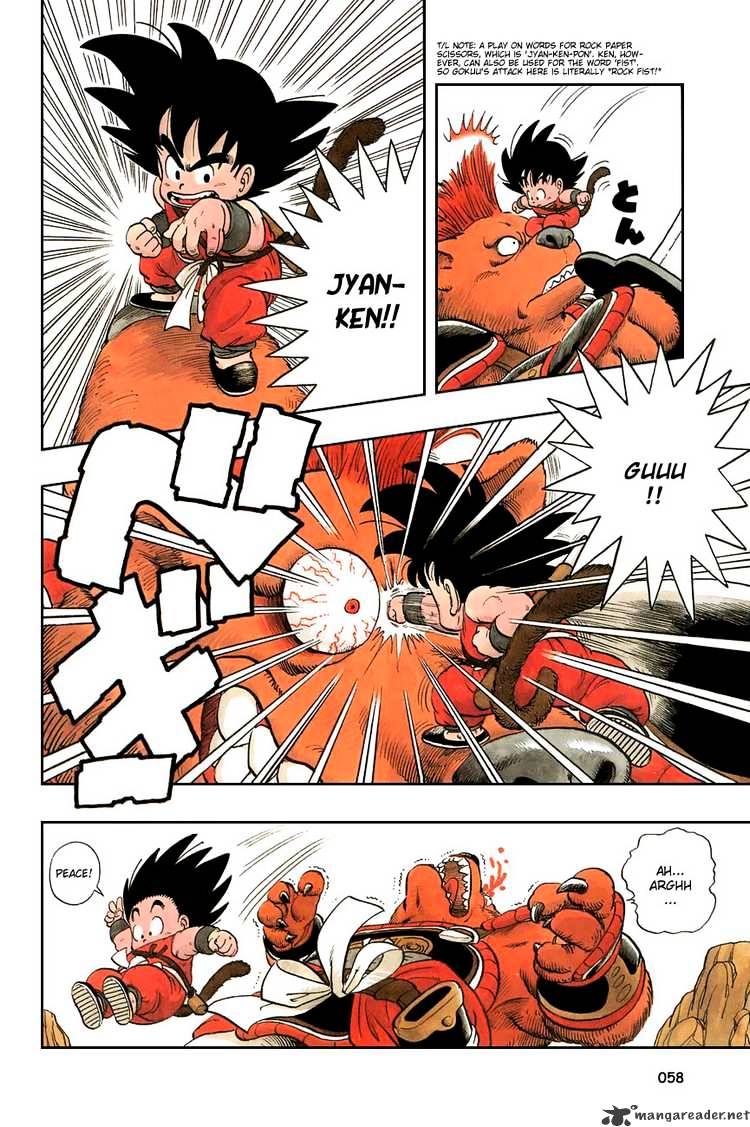 T/L NOTE: A PLAY ON WORDS FOR ROCK PAPER
SCISSORS, WHICH IS 'JYAN-KEN-PON'. KEN, HOW-
EVER, CAN ALSO BE USED FOR THE WORD 'FIST'.
SO GOKUU'S ATTACK HERE IS LITERALLY "ROCK FIST!"
とん
JYAN-
KEN!!
GUUU
!!
ベギ
AH...
ARGHH
...
PEACE!
058
mangareader.net